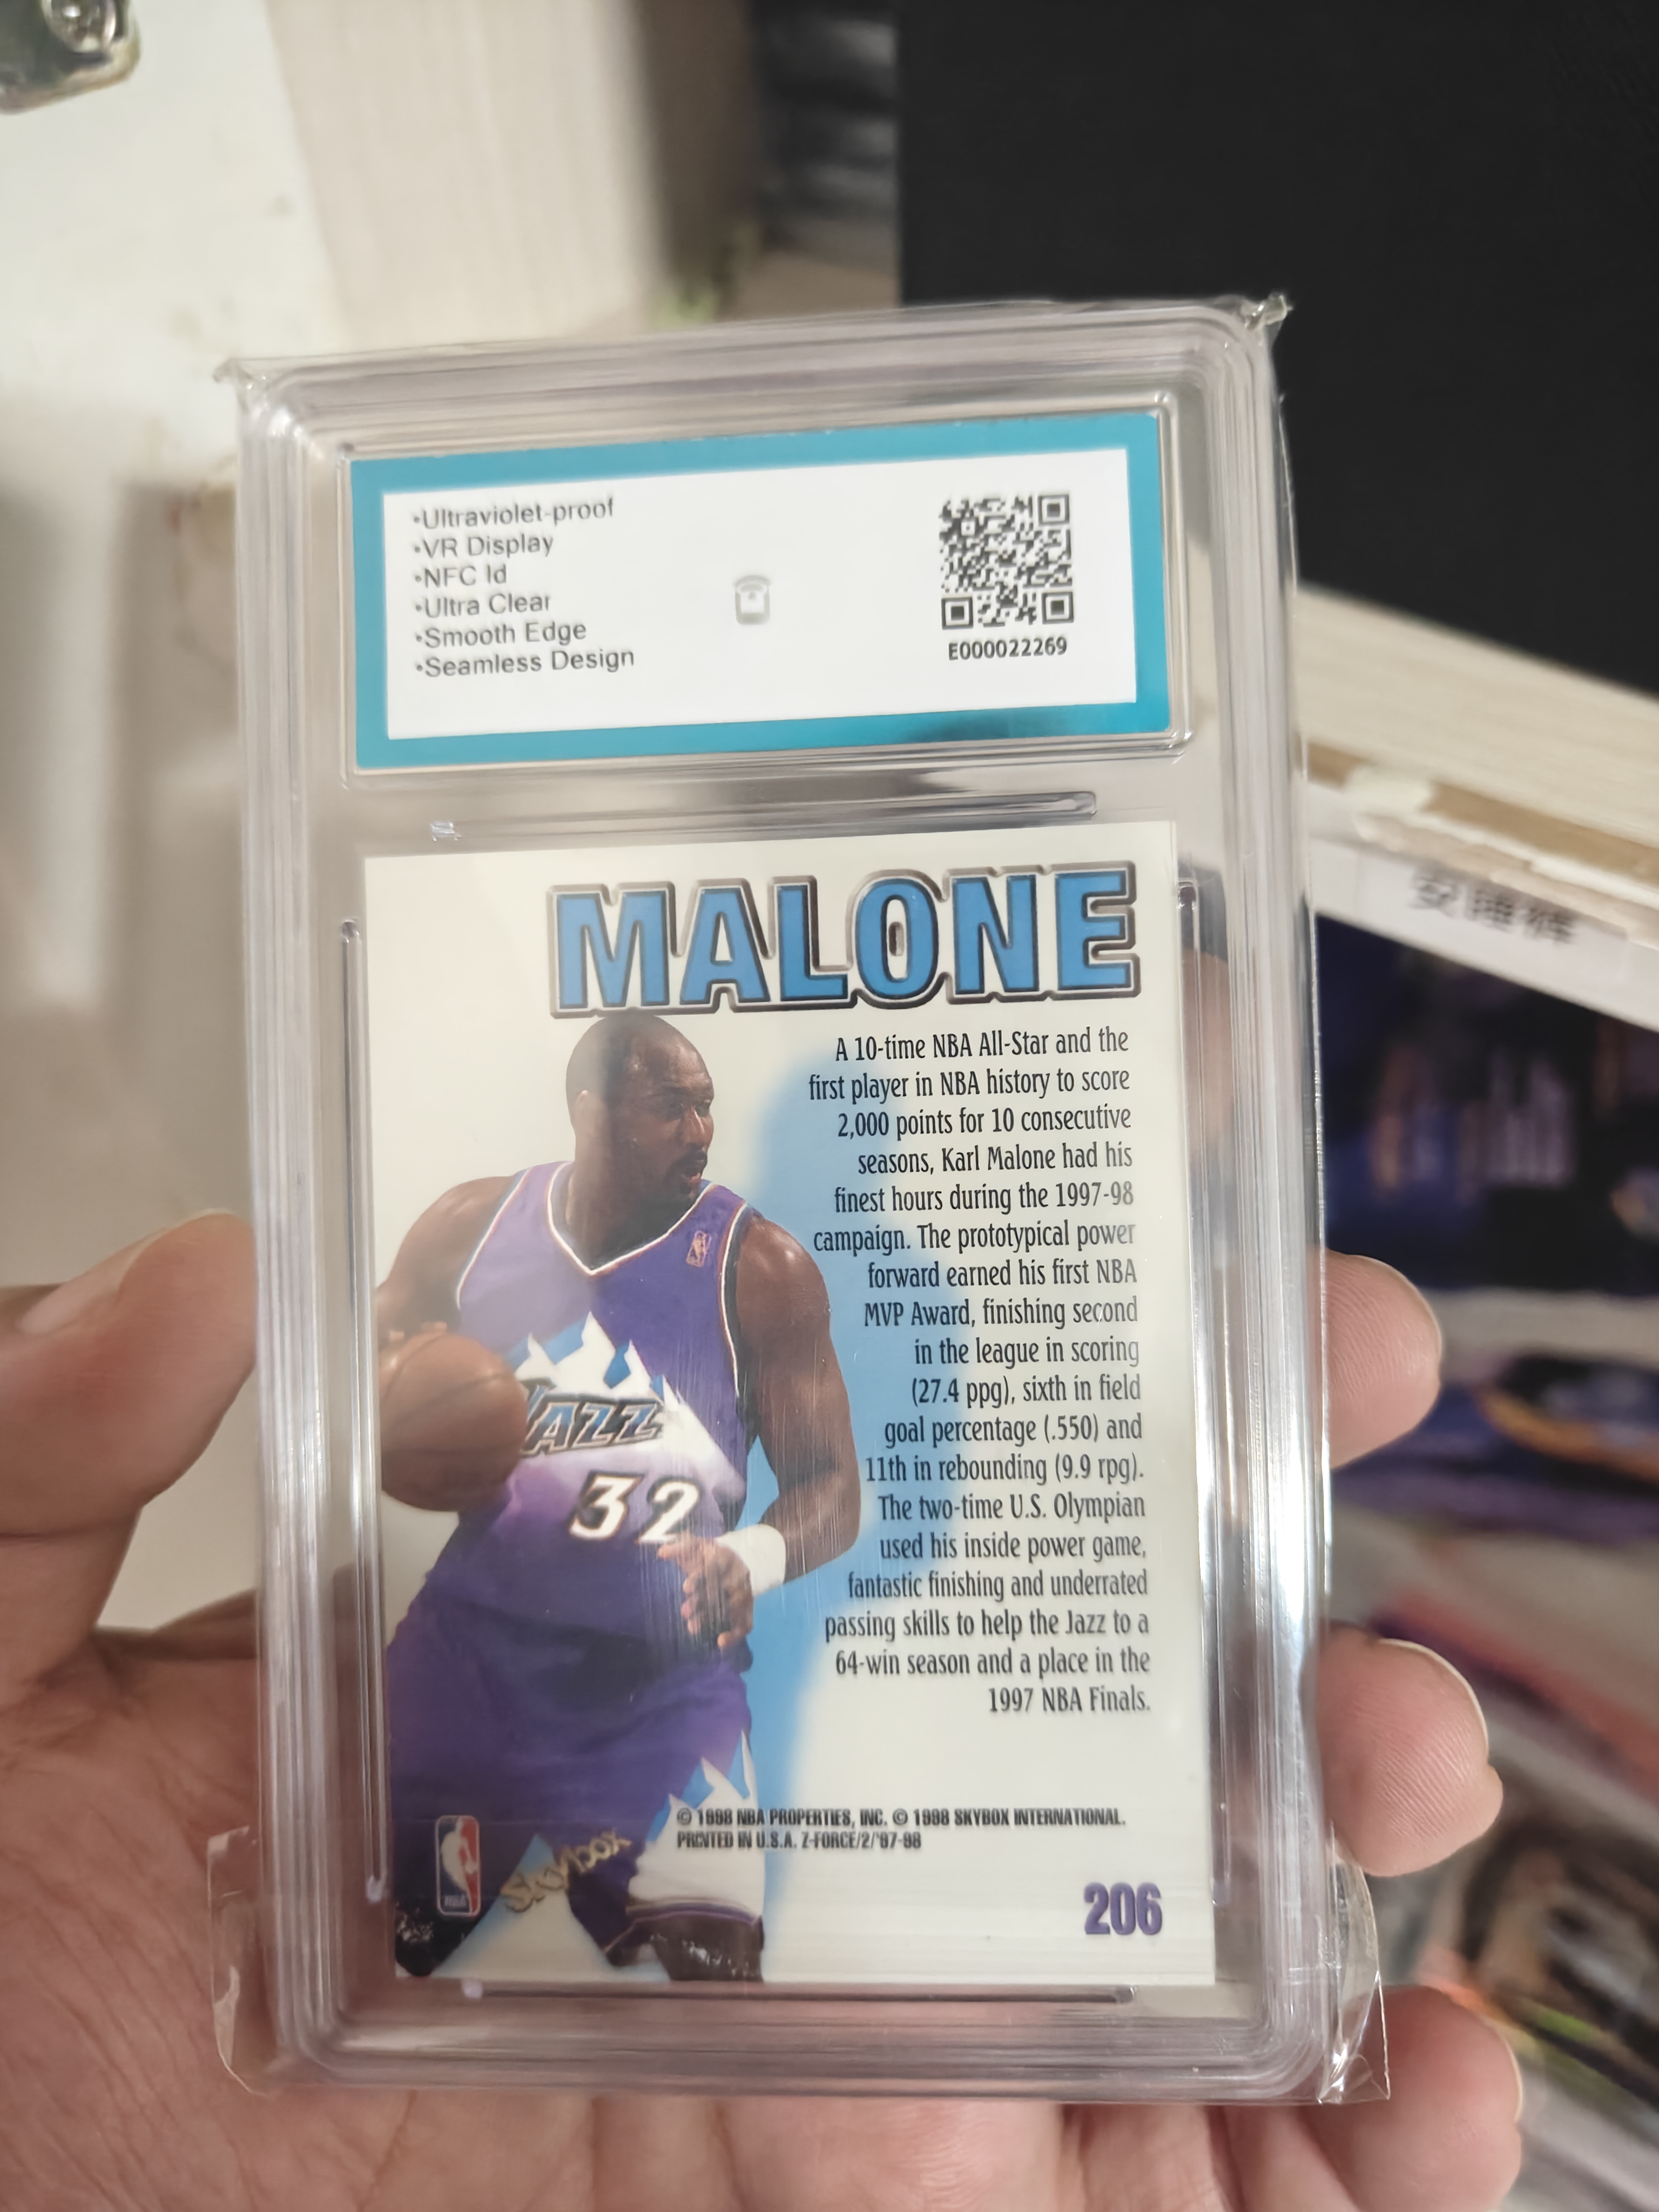 •Ultraviolet-proof
•VR Display
•NFC Id
•Ultra Clear
•Smooth Edge
•Seamless Design
E000022269
MALONE
A 10-time NBA All-Star and the
first player in NBA history to score
2,000 points for 10 consecutive
seasons, Karl Malone had his
finest hours during the 1997-98
campaign. The prototypical power
forward earned his first NBA
MVP Award, finishing second
in the league in scoring
(27.4 ppg), sixth in field
goal percentage (.550) and
11th in rebounding (9.9 rpg).
The two-time U.S. Olympian
used his inside power game,
fantastic finishing and underrated
passing skills to help the Jazz to a
64-win season and a place in the
1997 NBA Finals.
JAZZ
32
© 1998 NBA PROPERTIES, INC. © 1998 SKYBOX INTERNATIONAL.
PRINTED IN U.S.A. Z-FORCE/2/'97-98
NBA
SkyBox
206
安睡裤